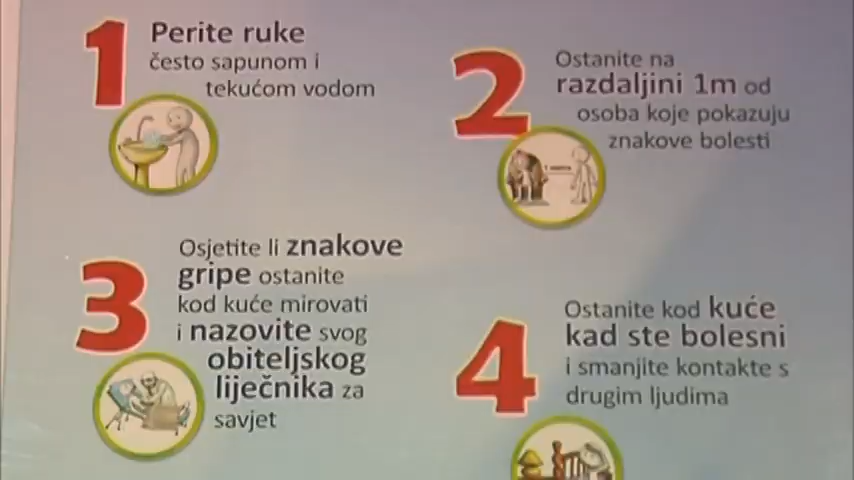 1
Perite ruke
često sapunom i
tekućom vodom
2
Ostanite na
razdaljini 1m od
osoba koje pokazuju
znakove bolesti
3
Osjetite li znakove
gripe ostanite
kod kuće mirovati
i nazovite svog
obiteljskog
liječnika za
savjet
4
Ostanite kod kuće
kad ste bolesni
i smanjite kontakte s
drugim ljudima